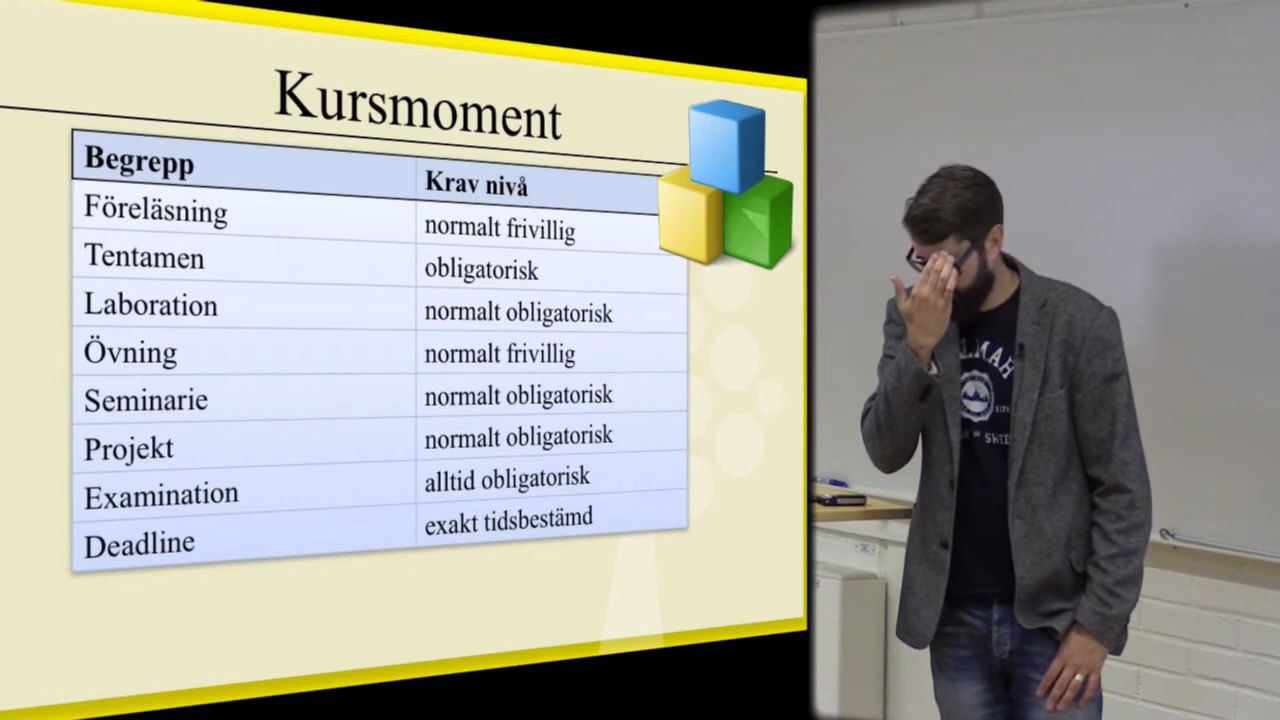 Kursmoment
Begrepp Krav nivå
Föreläsning normalt frivillig
Tentamen obligatorisk
Laboration normalt obligatorisk
Övning normalt frivillig
Seminarie normalt obligatorisk
Projekt normalt obligatorisk
Examination alltid obligatorisk
Deadline exakt tidsbestämd